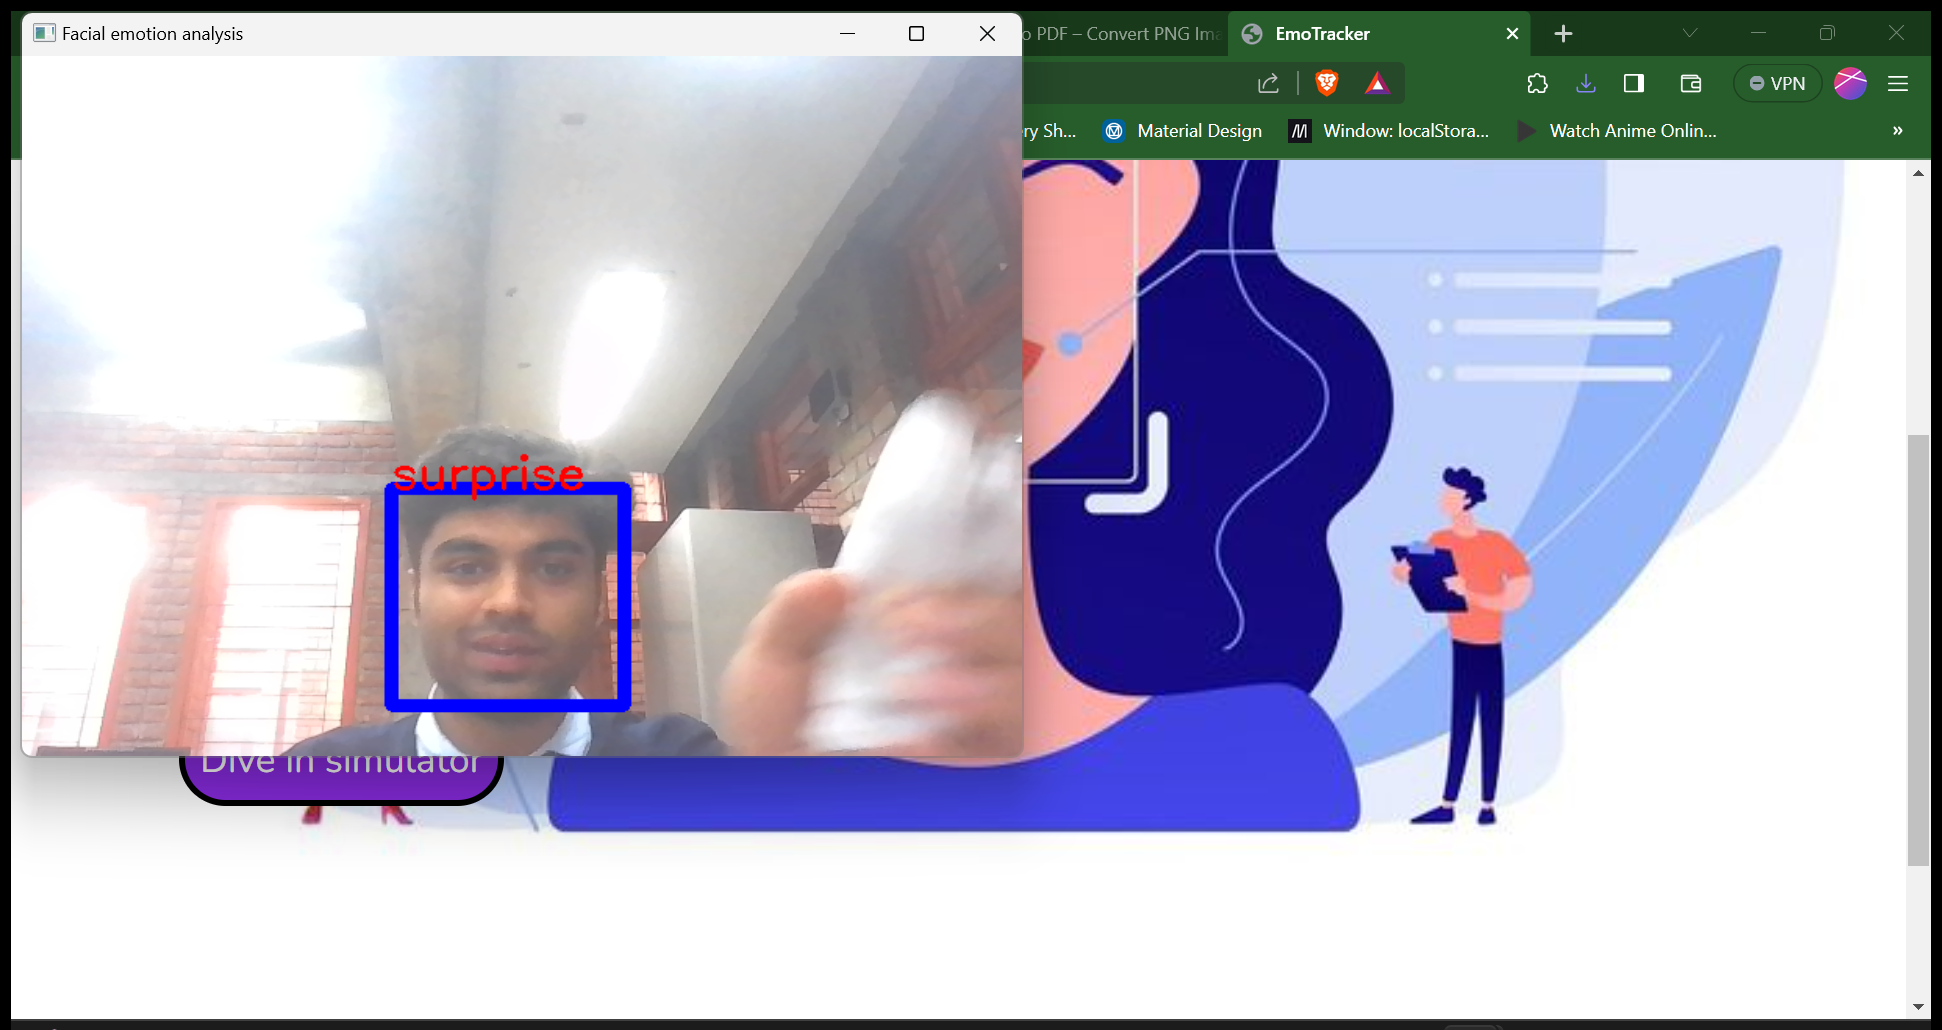 Facial emotion analysis
o PDF – Convert PNG Ima
EmoTracker
VPN
ry Sh...
Material Design
Window: localStora...
Watch Anime Onlin...
»
surprise
Dive in simulator